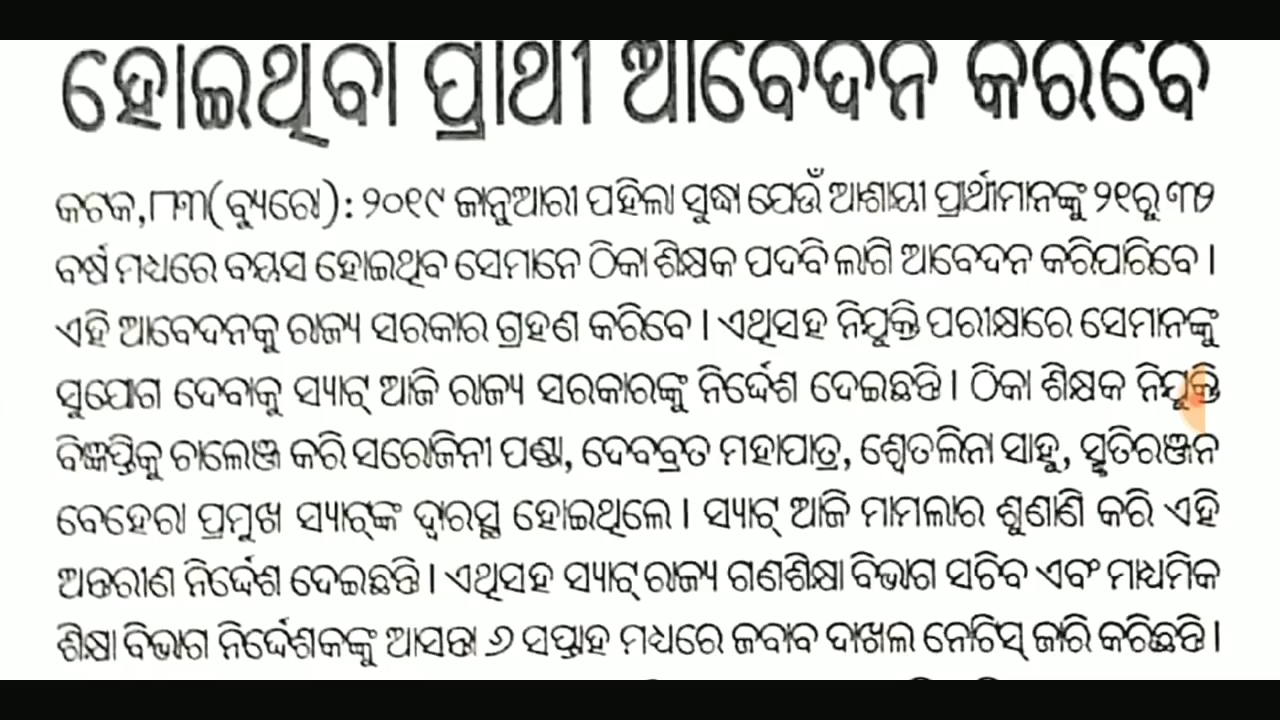 ହୋଇଥିବା ପ୍ରାର୍ଥୀ ଆବେଦନ କରବେ
କଟକ,୮।୩(ବ୍ୟୁରୋ): ୨୦୧୯ ଜାନୁଆରୀ ପହିଲା ସୁଦ୍ଧା ଯେଉଁ ଆଶାୟୀ ପ୍ରାର୍ଥୀମାନଙ୍କୁ ୨୧ରୁ ୩୨
ବର୍ଷ ମଧ୍ୟରେ ବୟସ ହୋଇଥିବ ସେମାନେ ଠିକା ଶିକ୍ଷକ ପଦବି ଲାଗି ଆବେଦନ କରିପାରିବେ ।
ଏହି ଆବେଦନକୁ ରାଜ୍ୟ ସରକାର ଗ୍ରହଣ କରିବେ । ଏଥିସହ ନିଯୁକ୍ତି ପରୀକ୍ଷାରେ ସେମାନଙ୍କୁ
ସୁଯୋଗ ଦେବାକୁ ସ୍ୟାଟ୍ ଆଜି ରାଜ୍ୟ ସରକାରଙ୍କୁ ନିର୍ଦ୍ଦେଶ ଦେଇଛନ୍ତି । ଠିକା ଶିକ୍ଷକ ନିଯୁକ୍ତି
ବିଜ୍ଞପ୍ତିକୁ ଚାଲେଞ୍ଜ କରି ସରୋଜିନୀ ପଣ୍ଡା, ଦେବବ୍ରତ ମହାପାତ୍ର, ଶ୍ୱେତଲିନା ସାହୁ, ସ୍ମୃତିରଞ୍ଜନ
ବେହେରା ପ୍ରମୁଖ ସ୍ୟାଟ୍‌ଙ୍କ ଦ୍ୱାରସ୍ଥ ହୋଇଥିଲେ । ସ୍ୟାଟ୍ ଆଜି ମାମଲାର ଶୁଣାଣି କରି ଏହି
ଅନ୍ତରୀଣ ନିର୍ଦ୍ଦେଶ ଦେଇଛନ୍ତି । ଏଥିସହ ସ୍ୟାଟ୍ ରାଜ୍ୟ ଗଣଶିକ୍ଷା ବିଭାଗ ସଚିବ ଏବଂ ମାଧ୍ୟମିକ
ଶିକ୍ଷା ବିଭାଗ ନିର୍ଦ୍ଦେଶକଙ୍କୁ ଆସନ୍ତା ୬ ସପ୍ତାହ ମଧ୍ୟରେ ଜବାବ ଦାଖଲ ନୋଟିସ୍ ଜାରି କରିଛନ୍ତି ।